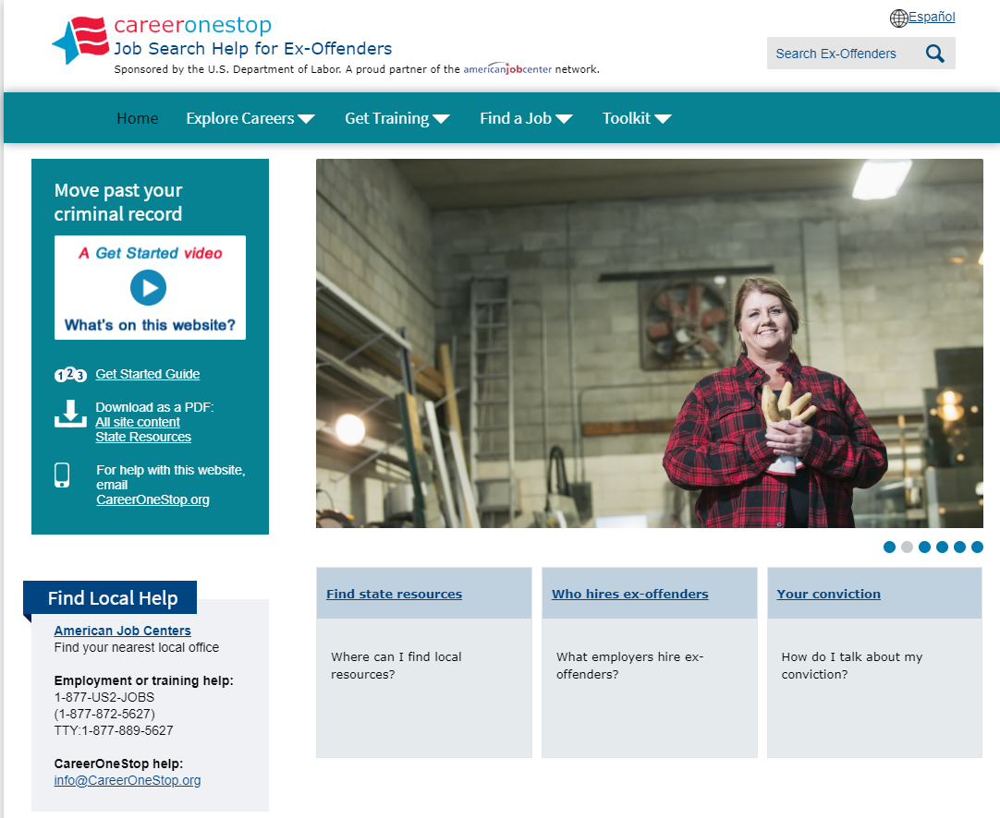 careeronestop
Job Search Help for Ex-Offenders
Sponsored by the U.S. Department of Labor. A proud partner of the americanjobcenter network.
Español
Search Ex-Offenders
Home
Explore Careers
Get Training
Find a Job
Toolkit
Move past your
criminal record
A Get Started video
What's on this website?
1 2 3
Get Started Guide
Download as a PDF:
All site content
State Resources
For help with this website,
email
CareerOneStop.org
Find Local Help
American Job Centers
Find your nearest local office
Employment or training help:
1-877-US2-JOBS
(1-877-872-5627)
TTY:1-877-889-5627
CareerOneStop help:
info@CareerOneStop.org
Find state resources
Where can I find local
resources?
Who hires ex-offenders
What employers hire ex-
offenders?
Your conviction
How do I talk about my
conviction?